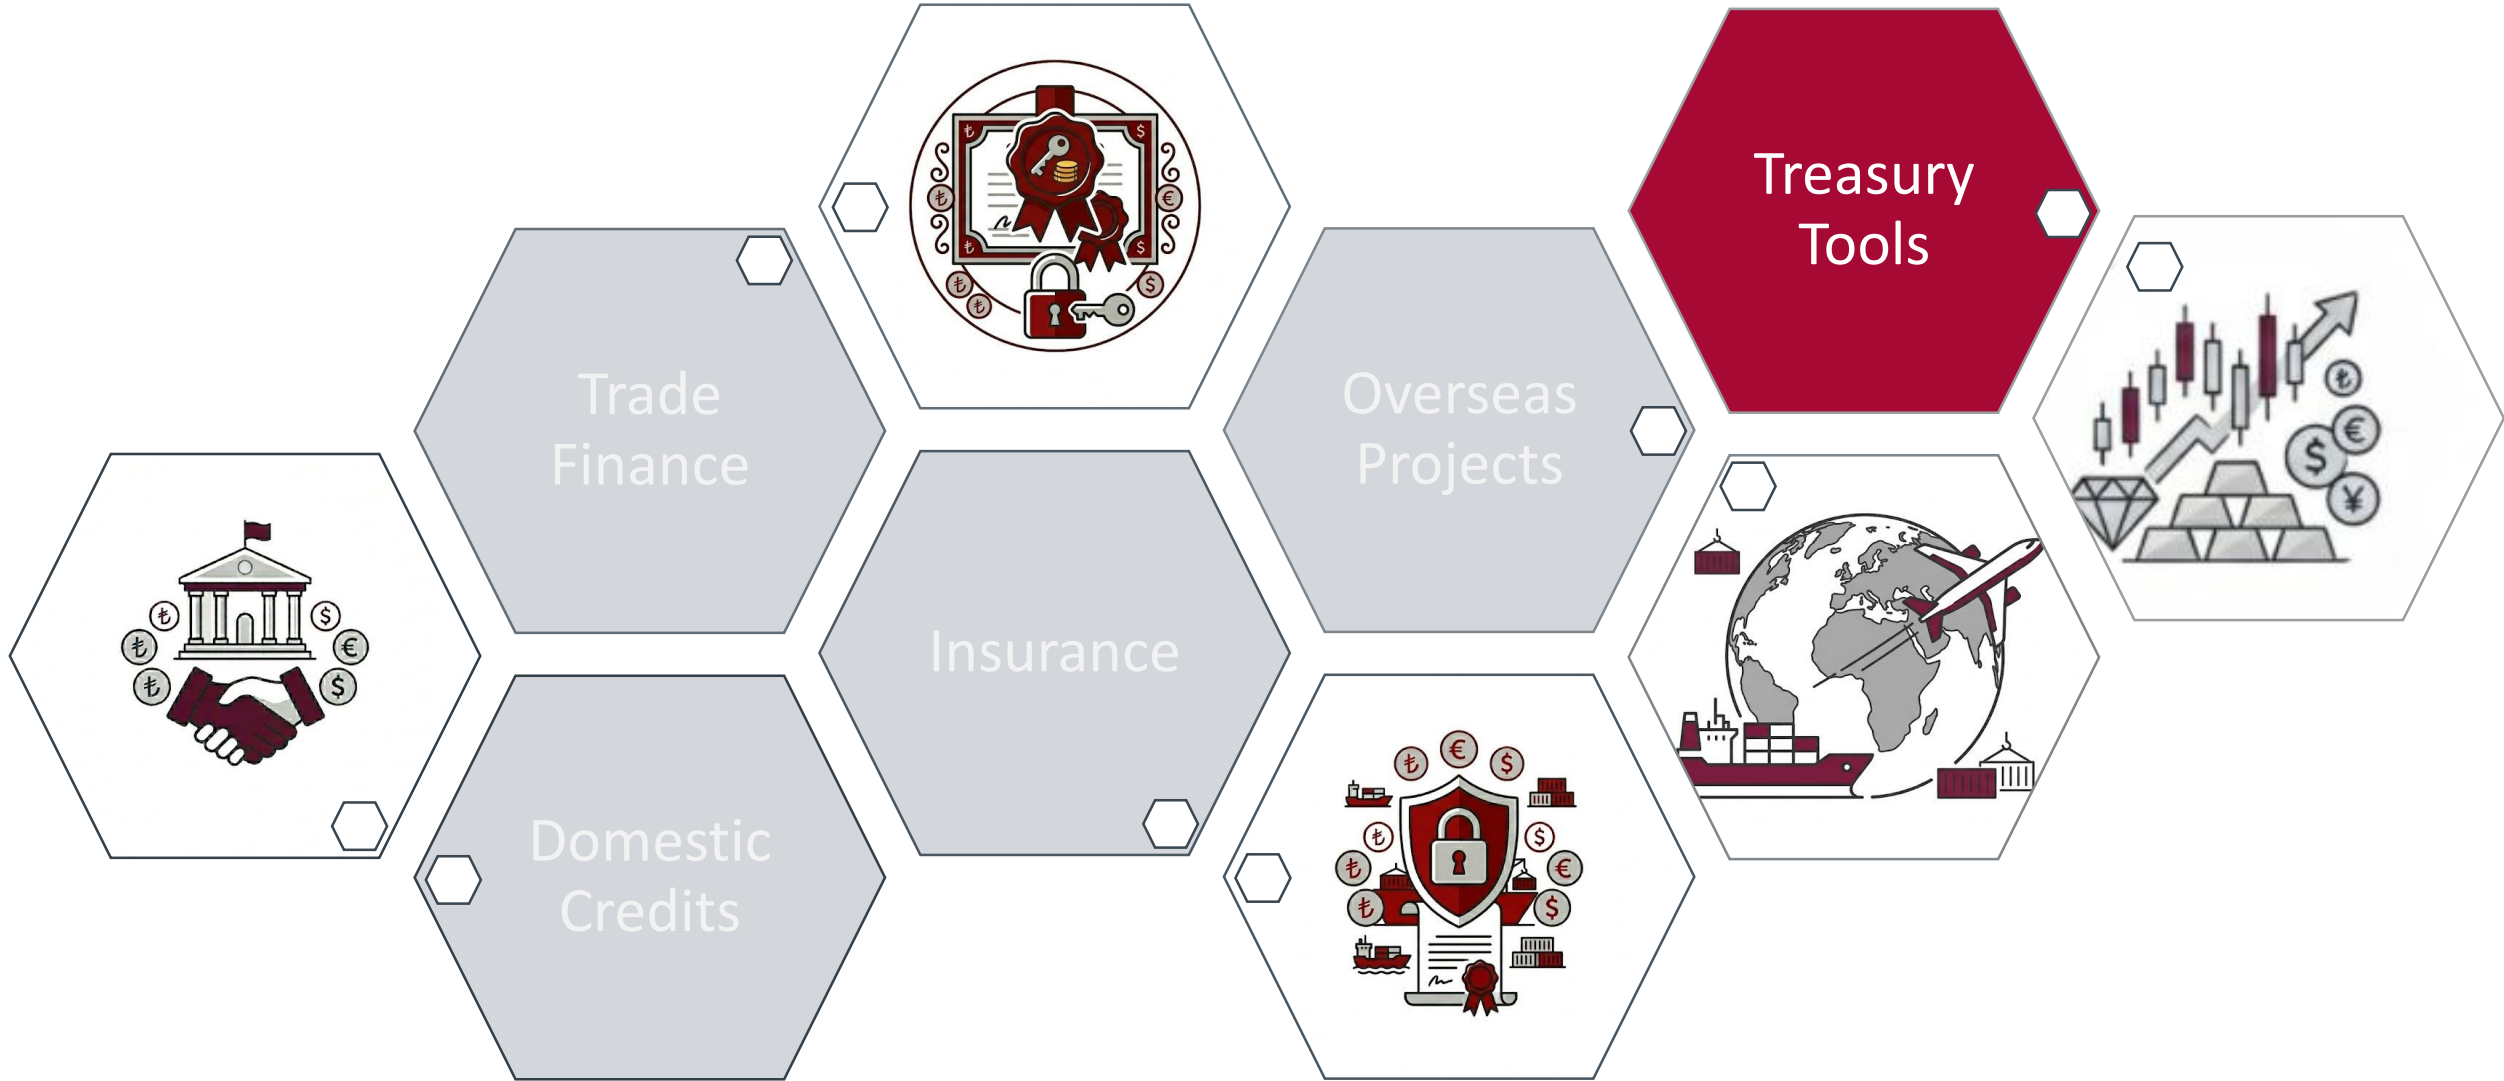 Treasury
Tools
Trade
Finance
Overseas
Projects
Insurance
Domestic
Credits